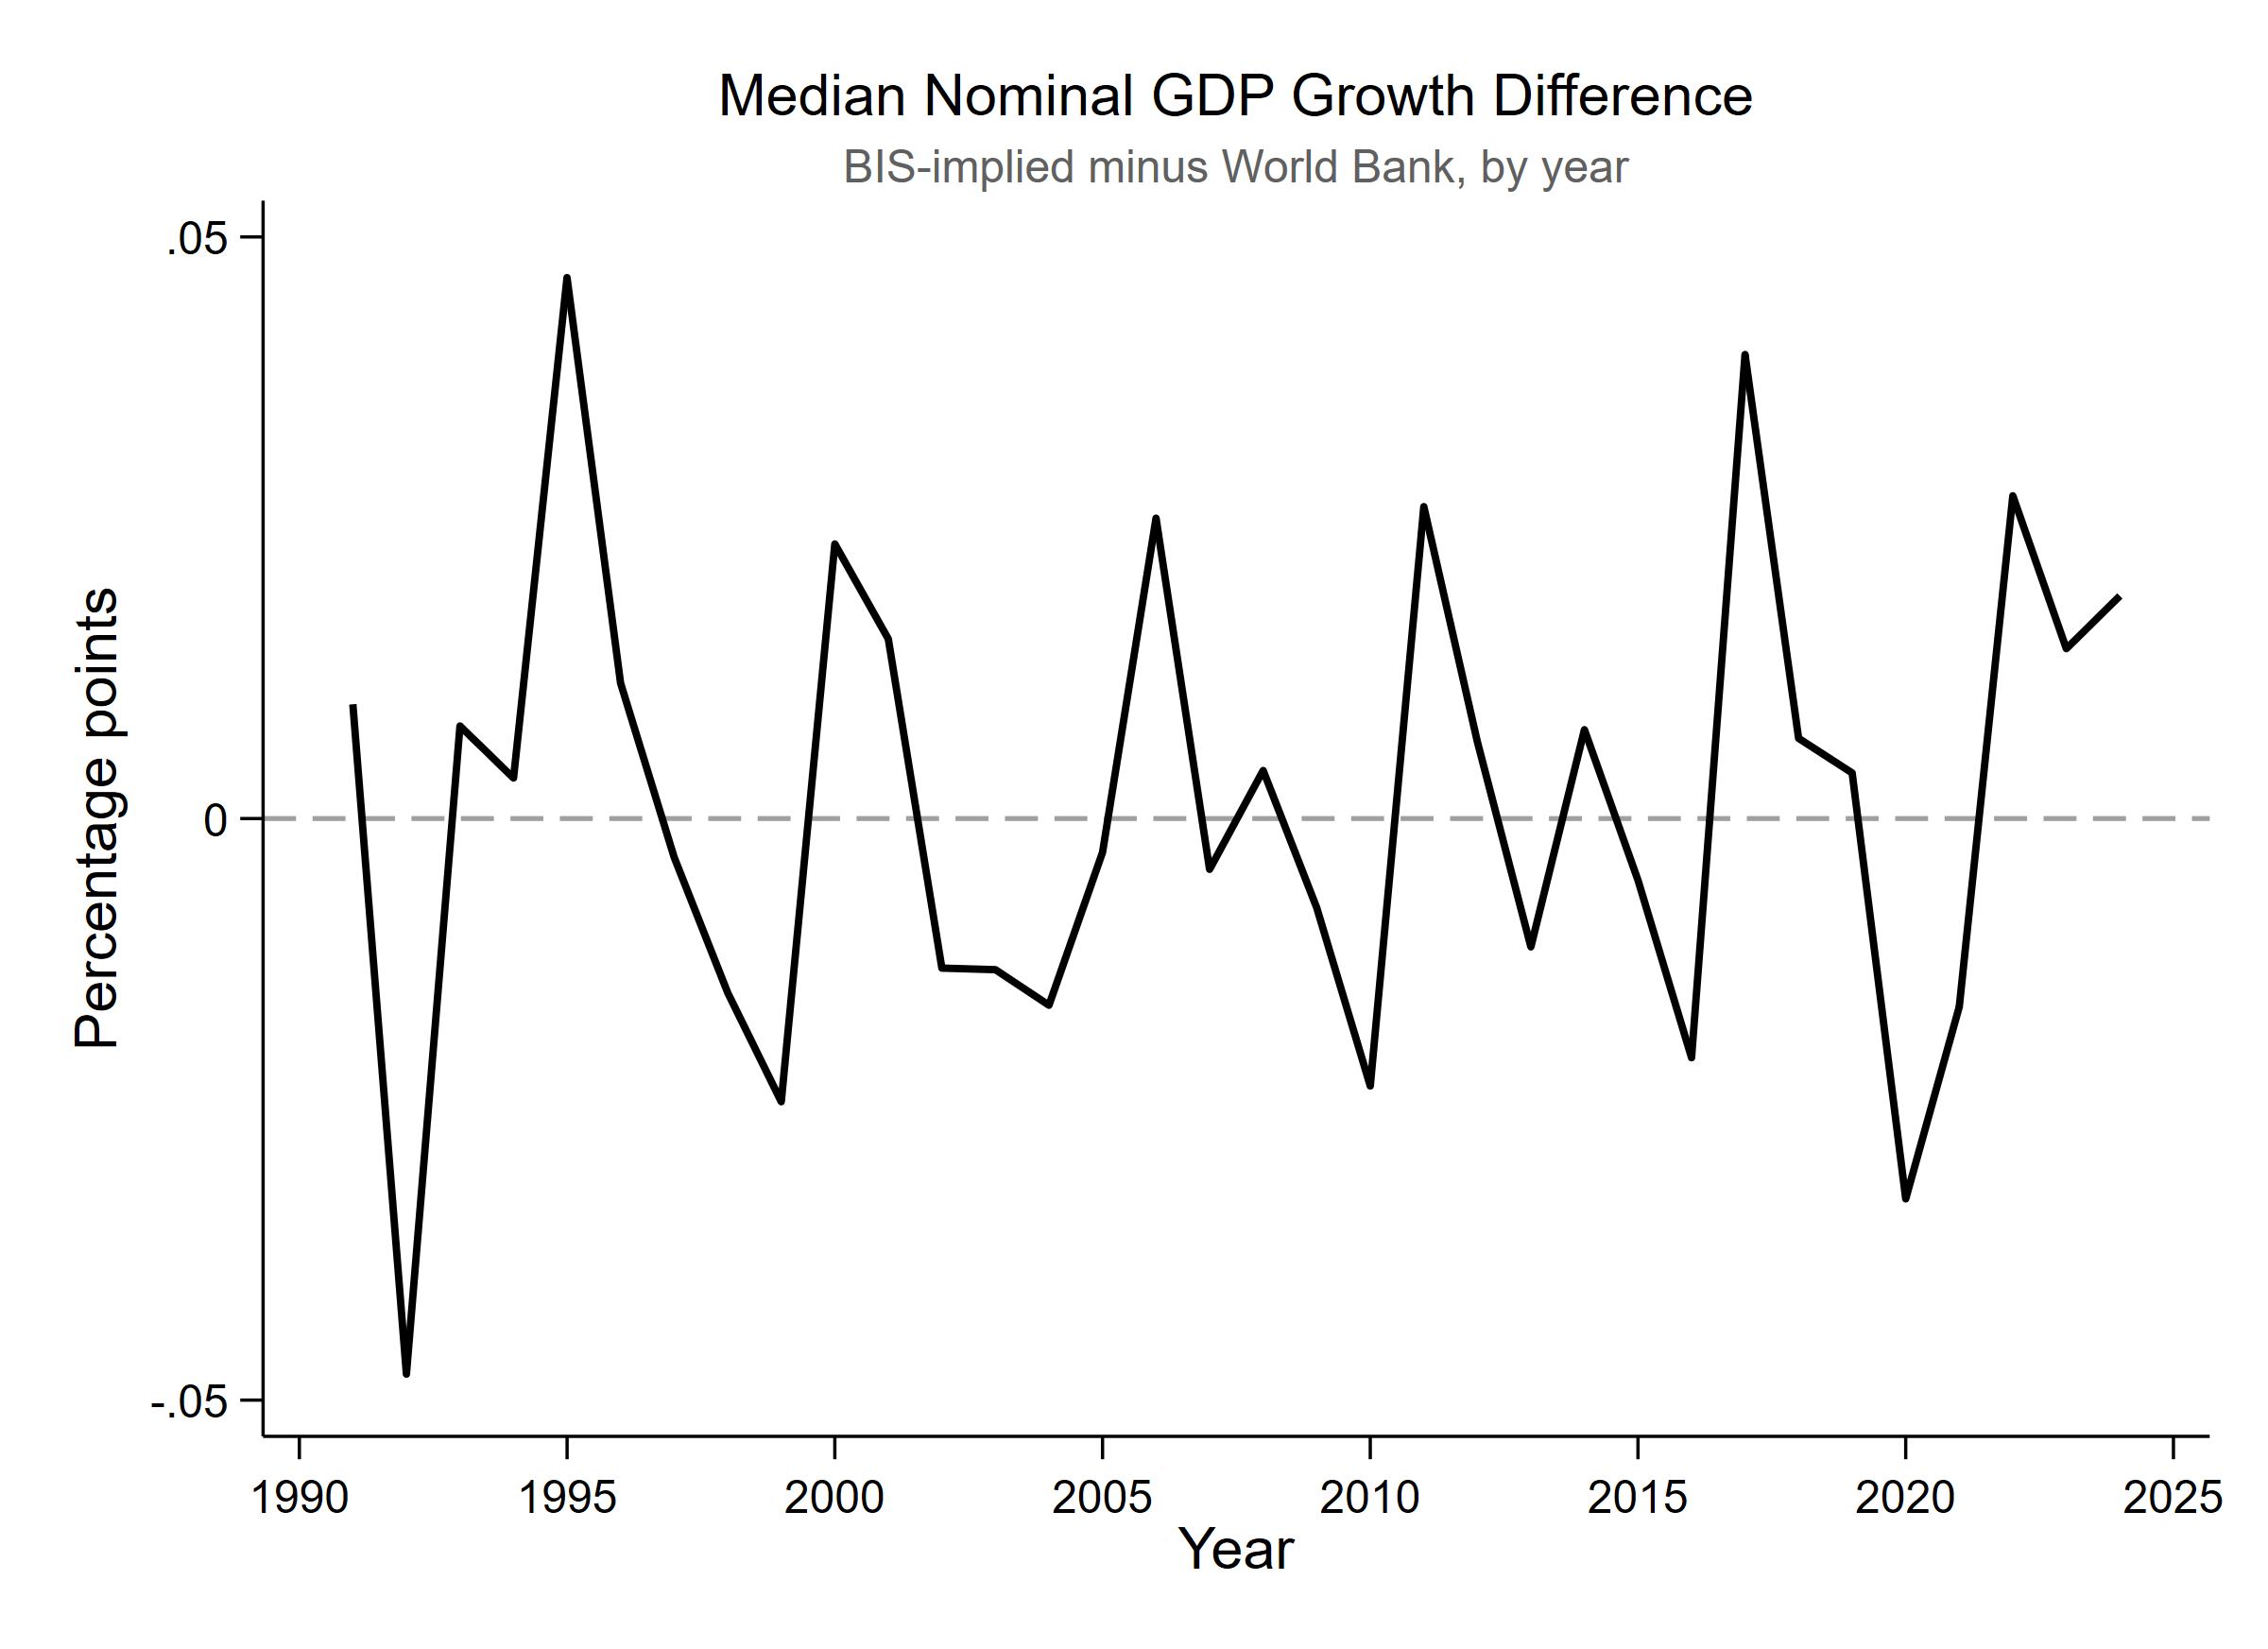 Median Nominal GDP Growth Difference
BIS-implied minus World Bank, by year
Percentage points
.05
0
-.05
1990 1995 2000 2005 2010 2015 2020 2025
Year